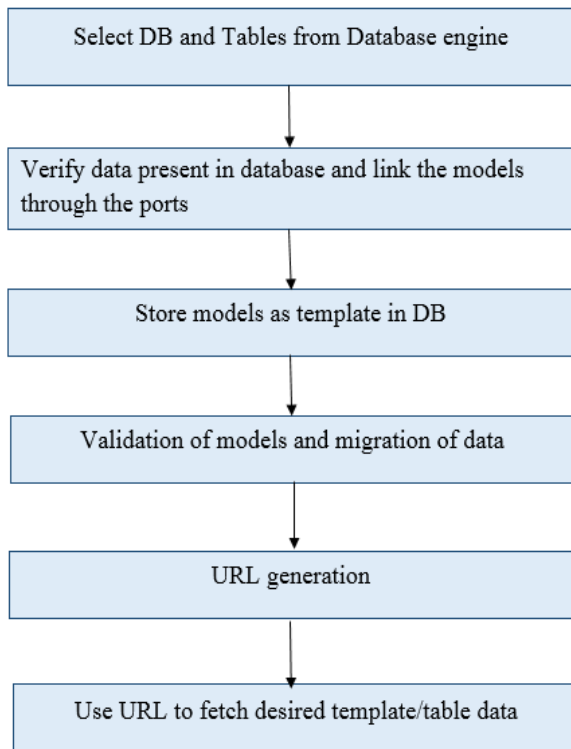 Select DB and Tables from Database engine
Verify data present in database and link the models
through the ports
Store models as template in DB
Validation of models and migration of data
URL generation
Use URL to fetch desired template/table data